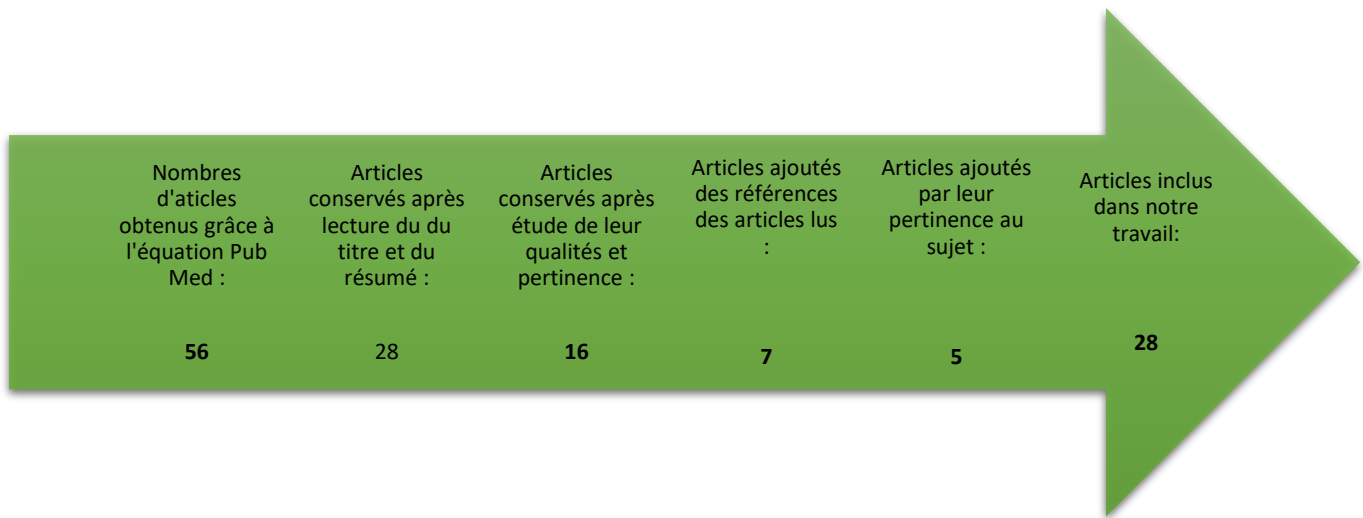 Nombres
d'aticles
obtenus grâce à
l'équation Pub
Med :
56
Articles
conservés après
lecture du du
titre et du
résumé :
28
Articles
conservés après
étude de leur
qualités et
pertinence :
16
Articles ajoutés
des références
des articles lus
:
7
Articles ajoutés
par leur
pertinence au
sujet :
5
Articles inclus
dans notre
travail:
28